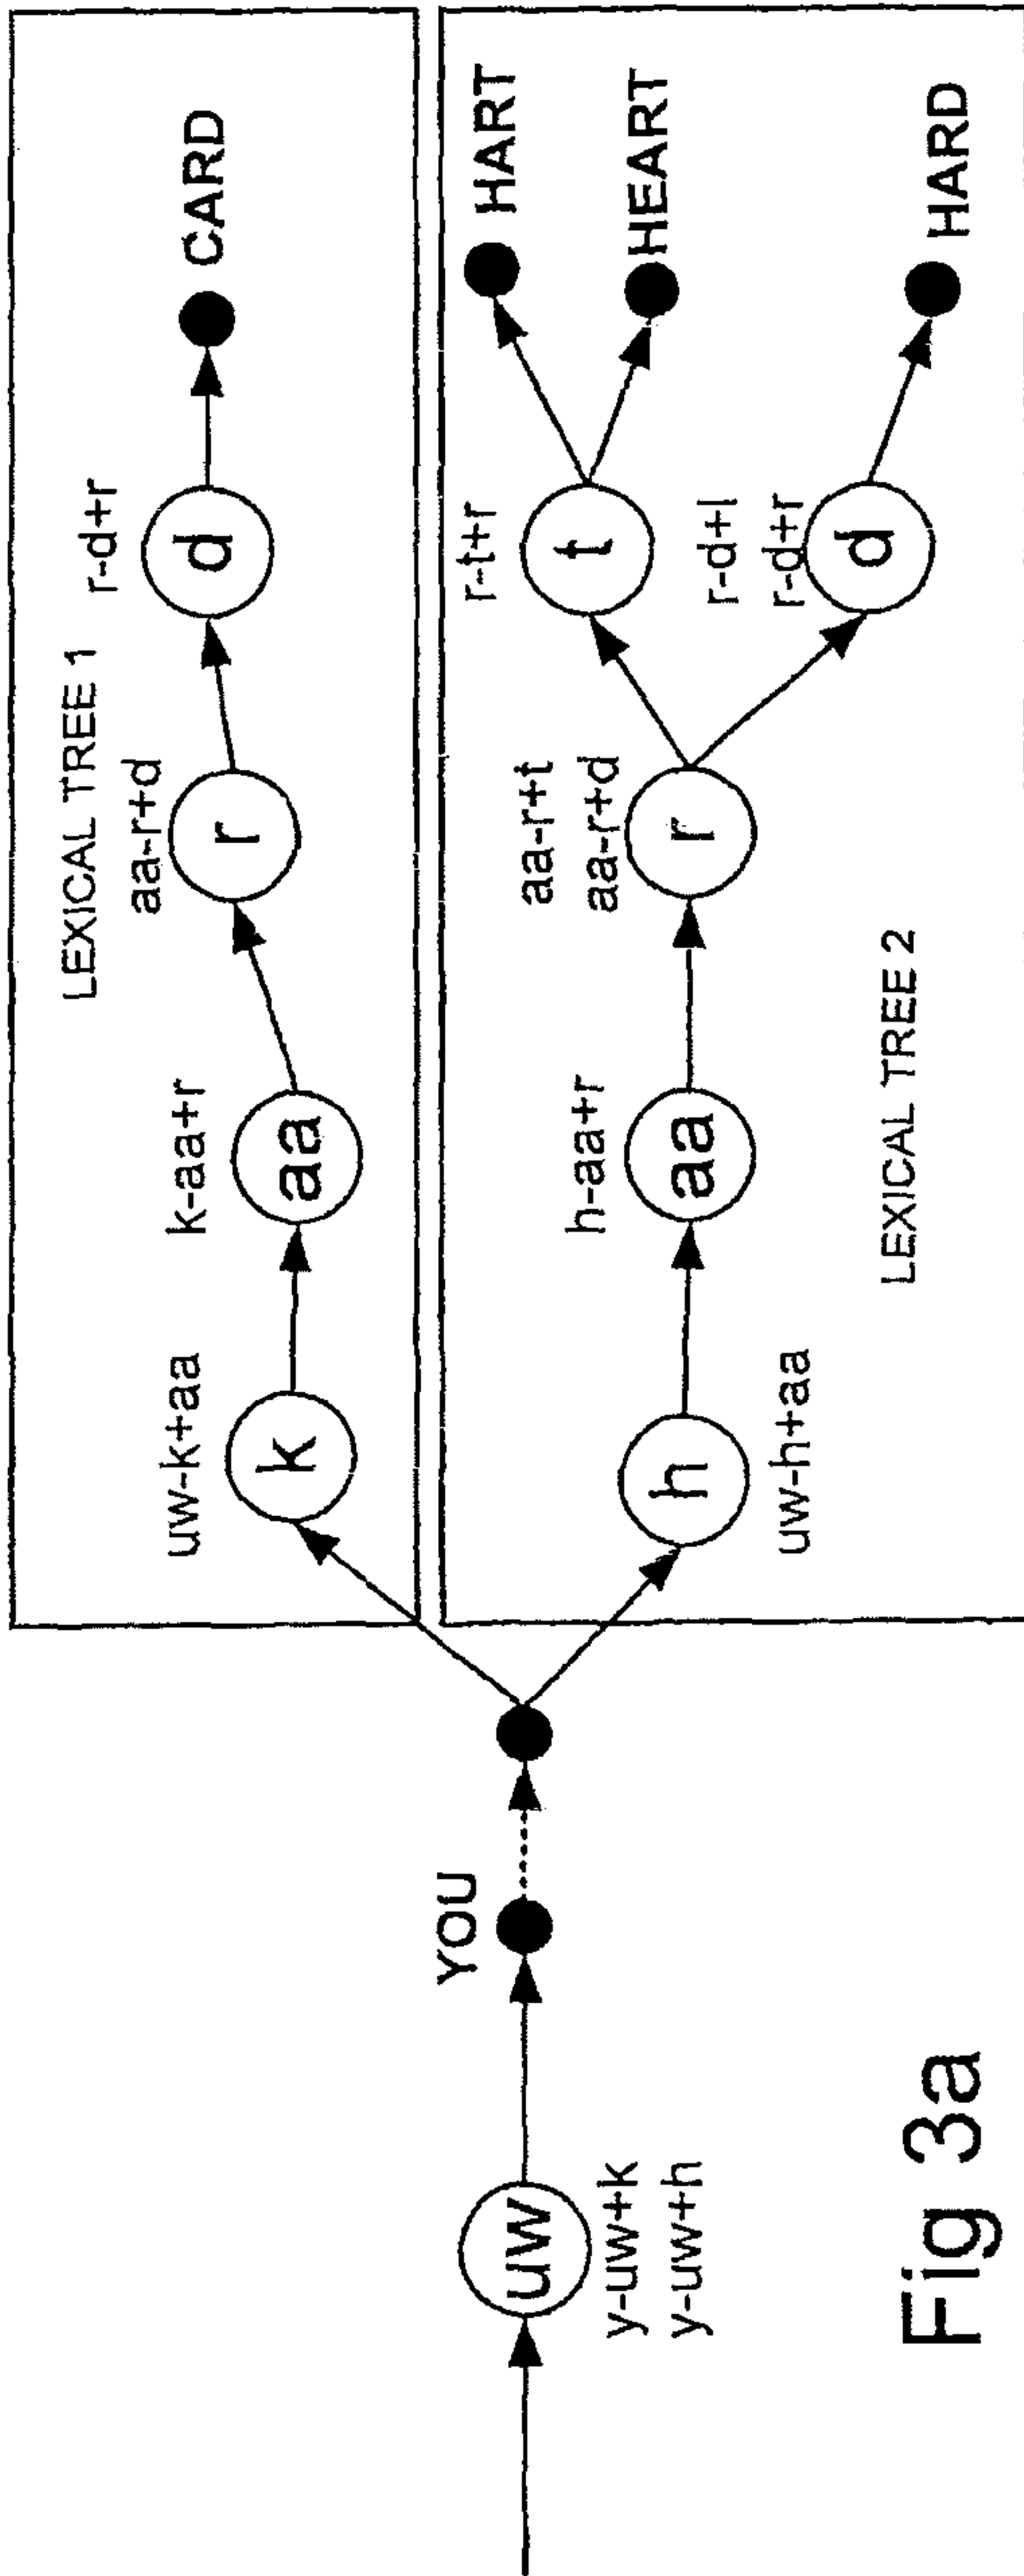 LEXICAL TREE 1
uw-k+aa
k
k-aa+r
aa
aa-r+d
r
r-d+r
d
CARD
uw
y-uw+k
y-uw+h
YOU
h
uw-h+aa
h-aa+r
aa
aa-r+t
aa-r+d
r
r-t+r
t
HART
HEART
r-d+l
r-d+r
d
HARD
LEXICAL TREE 2
Fig 3a